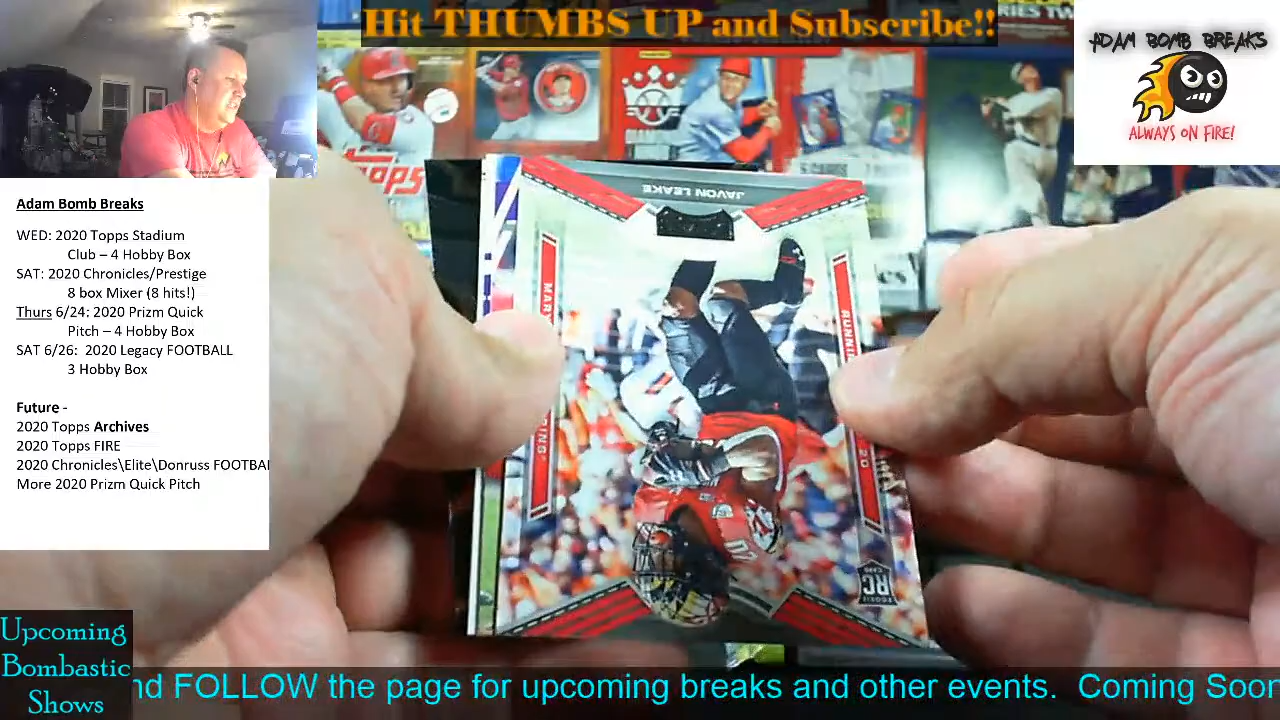 Hit THUMBS UP and Subscribe!!
RIES TW
ADAM BOMB BREAKS
ALWAYS ON FIRE!
Adam Bomb Breaks
WED: 2020 Topps Stadium
Club – 4 Hobby Box
SAT: 2020 Chronicles/Prestige
8 box Mixer (8 hits!)
Thurs 6/24: 2020 Prizm Quick
Pitch – 4 Hobby Box
SAT 6/26: 2020 Legacy FOOTBALL
3 Hobby Box
Future -
2020 Topps Archives
2020 Topps FIRE
2020 Chronicles\Elite\Donruss FOOTBAL
More 2020 Prizm Quick Pitch
JAVON LEAKE
RC
Upcoming
Bombastic
Shows
nd FOLLOW the page for upcoming breaks and other events. Coming Soon